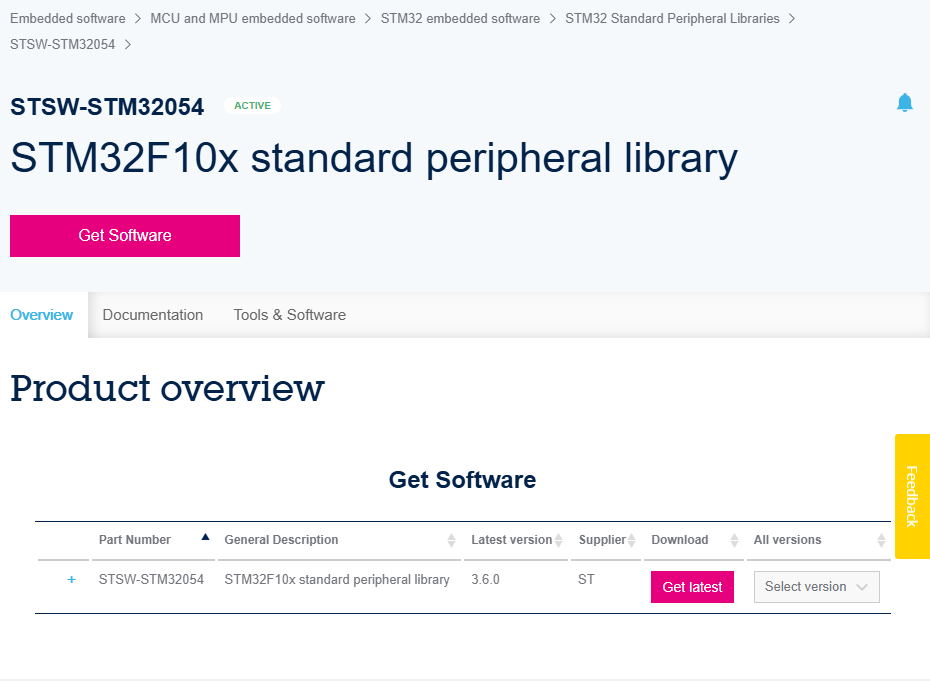 Embedded software > MCU and MPU embedded software > STM32 embedded software > STM32 Standard Peripheral Libraries >
STSW-STM32054 >
STSW-STM32054 ACTIVE
STM32F10x standard peripheral library
Get Software
Overview Documentation Tools & Software
Product overview
Feedback
Get Software
Part Number General Description Latest version Supplier Download All versions
+ STSW-STM32054 STM32F10x standard peripheral library 3.6.0 ST Get latest Select version